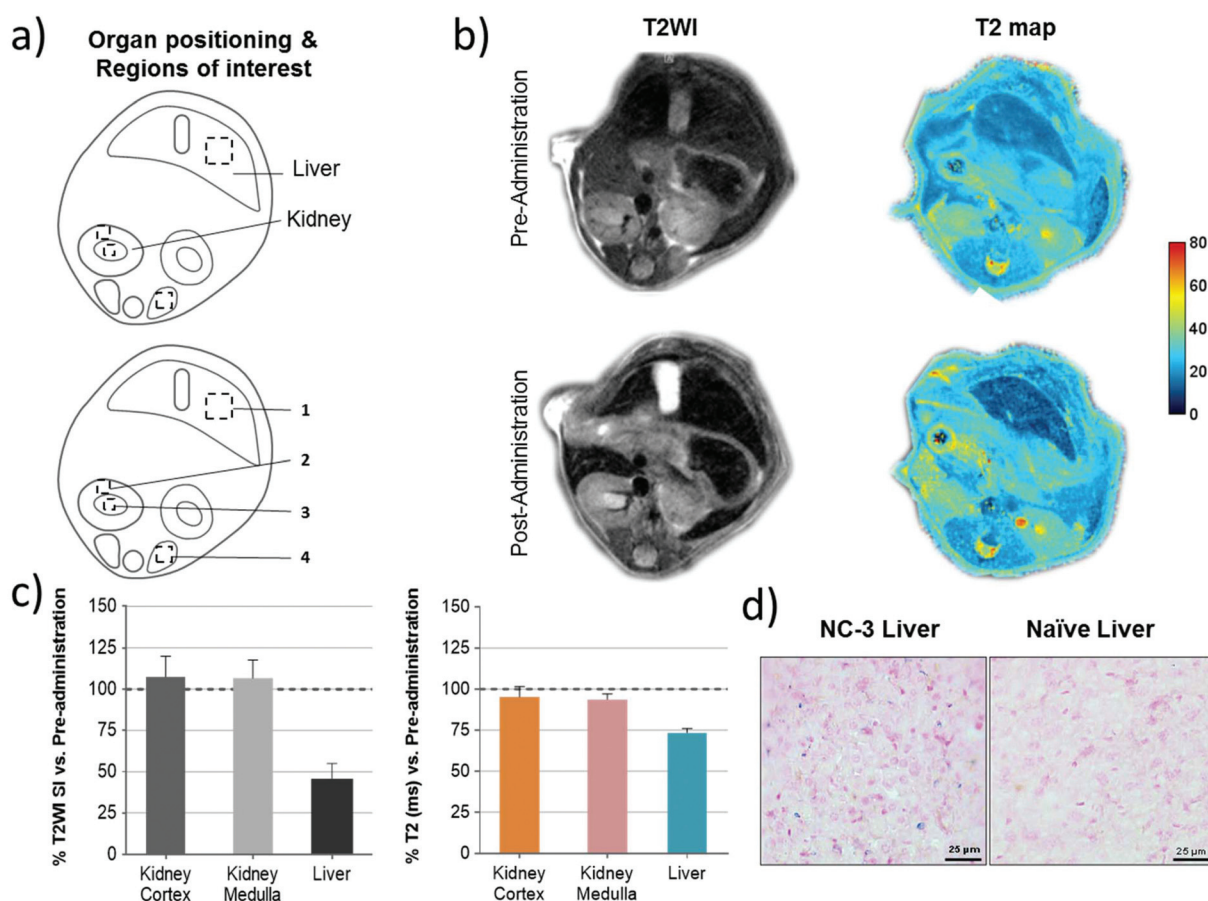 a)
Organ positioning &
Regions of interest
Liver
Kidney
1
2
3
4
b)
T2WI
T2 map
Pre-Administration
Post-Administration
80
60
40
20
0
c)
% T2WI SI vs. Pre-administration
150
125
100
75
50
25
0
Kidney
Cortex
Kidney
Medulla
Liver
% T2 (ms) vs. Pre-administration
150
125
100
75
50
25
0
Kidney
Cortex
Kidney
Medulla
Liver
d)
NC-3 Liver
Naïve Liver
25 µm
25 µm